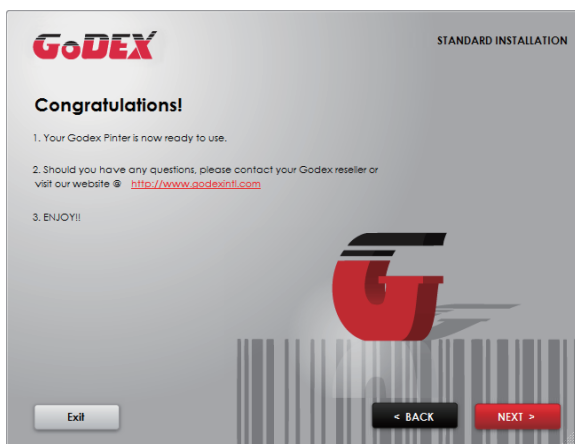 GoDEX
STANDARD INSTALLATION
Congratulations!
1. Your Godex Pinter is now ready to use.
2. Should you have any questions, please contact your Godex reseller or
visit our website @ http://www.godexintl.com
3. ENJOY!!
Exit
< BACK
NEXT >